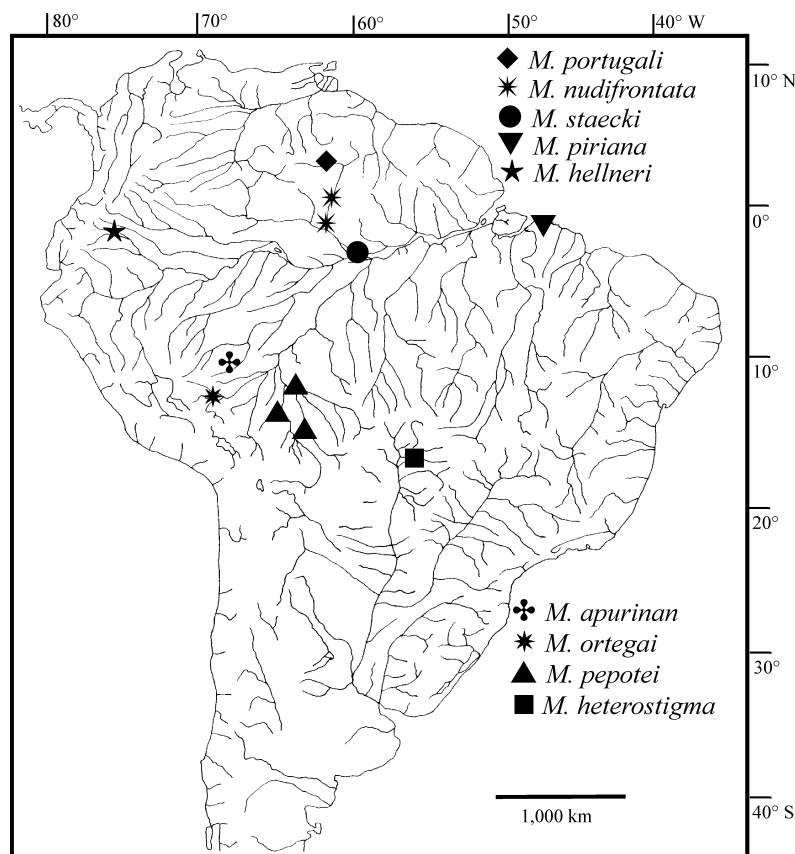 80°
70°
60°
50°
40° W
10° N
0°
10°
20°
30°
40° S
M. portugali
M. nudifrontata
M. staecki
M. piriana
M. hellneri
M. apurinan
M. ortegai
M. pepotei
M. heterostigma
1,000 km